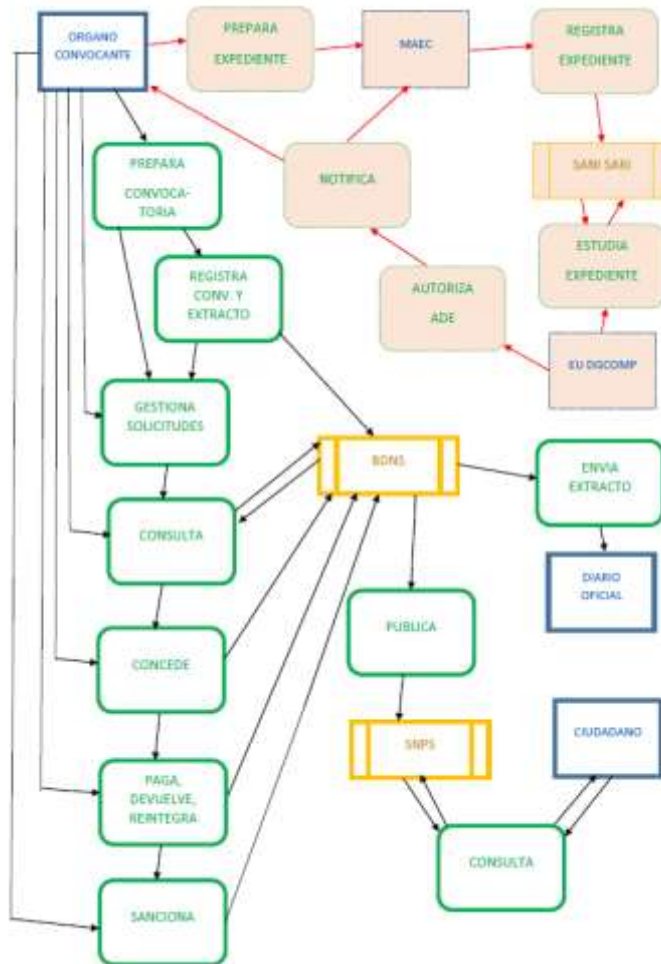 ORGANO
CONVOCANTE
PREPARA
EXPEDIENTE
MAEC
REGISTRA
EXPEDIENTE
PREPARA
CONVOCA-
TORIA
NOTIFICA
SANI SARI
ESTUDIA
EXPEDIENTE
REGISTRA
CONV. Y
EXTRACTO
AUTORIZA
ADE
EU DGCOMP
GESTIONA
SOLICITUDES
BDNS
ENVIA
EXTRACTO
CONSULTA
DIARIO
OFICIAL
PUBLICA
CONCEDE
SNPS
CIUDADANO
PAGA,
DEVUELVE,
REINTEGRA
CONSULTA
SANCIONA